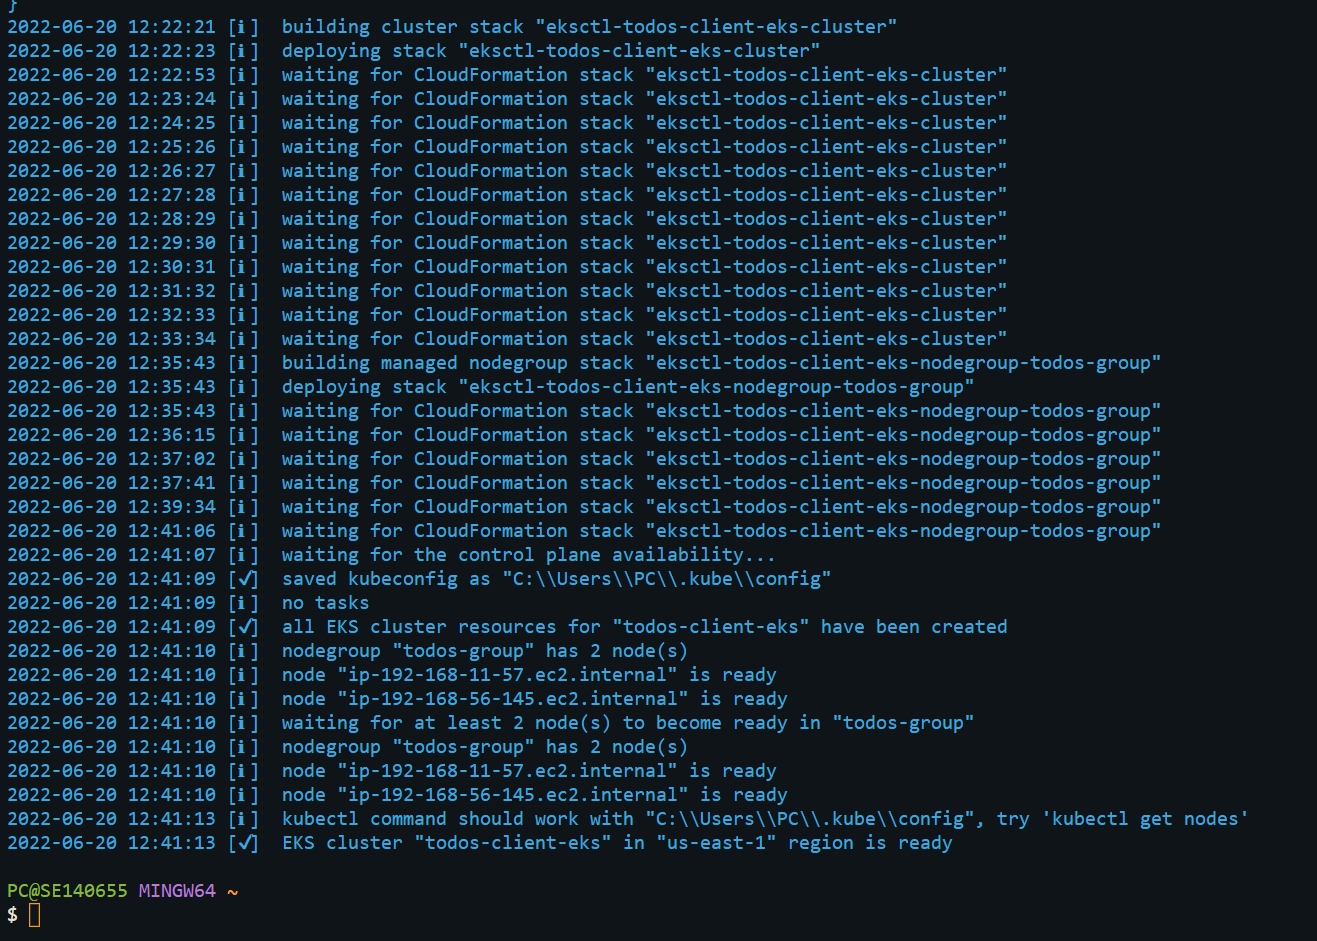 }
2022-06-20 12:22:21 [ℹ]  building cluster stack "eksctl-todos-client-eks-cluster"
2022-06-20 12:22:23 [ℹ]  deploying stack "eksctl-todos-client-eks-cluster"
2022-06-20 12:22:53 [ℹ]  waiting for CloudFormation stack "eksctl-todos-client-eks-cluster"
2022-06-20 12:23:24 [ℹ]  waiting for CloudFormation stack "eksctl-todos-client-eks-cluster"
2022-06-20 12:24:25 [ℹ]  waiting for CloudFormation stack "eksctl-todos-client-eks-cluster"
2022-06-20 12:25:26 [ℹ]  waiting for CloudFormation stack "eksctl-todos-client-eks-cluster"
2022-06-20 12:26:27 [ℹ]  waiting for CloudFormation stack "eksctl-todos-client-eks-cluster"
2022-06-20 12:27:28 [ℹ]  waiting for CloudFormation stack "eksctl-todos-client-eks-cluster"
2022-06-20 12:28:29 [ℹ]  waiting for CloudFormation stack "eksctl-todos-client-eks-cluster"
2022-06-20 12:29:30 [ℹ]  waiting for CloudFormation stack "eksctl-todos-client-eks-cluster"
2022-06-20 12:30:31 [ℹ]  waiting for CloudFormation stack "eksctl-todos-client-eks-cluster"
2022-06-20 12:31:32 [ℹ]  waiting for CloudFormation stack "eksctl-todos-client-eks-cluster"
2022-06-20 12:32:33 [ℹ]  waiting for CloudFormation stack "eksctl-todos-client-eks-cluster"
2022-06-20 12:33:34 [ℹ]  waiting for CloudFormation stack "eksctl-todos-client-eks-cluster"
2022-06-20 12:35:43 [ℹ]  building managed nodegroup stack "eksctl-todos-client-eks-nodegroup-todos-group"
2022-06-20 12:35:43 [ℹ]  deploying stack "eksctl-todos-client-eks-nodegroup-todos-group"
2022-06-20 12:35:43 [ℹ]  waiting for CloudFormation stack "eksctl-todos-client-eks-nodegroup-todos-group"
2022-06-20 12:36:15 [ℹ]  waiting for CloudFormation stack "eksctl-todos-client-eks-nodegroup-todos-group"
2022-06-20 12:37:02 [ℹ]  waiting for CloudFormation stack "eksctl-todos-client-eks-nodegroup-todos-group"
2022-06-20 12:37:41 [ℹ]  waiting for CloudFormation stack "eksctl-todos-client-eks-nodegroup-todos-group"
2022-06-20 12:39:34 [ℹ]  waiting for CloudFormation stack "eksctl-todos-client-eks-nodegroup-todos-group"
2022-06-20 12:41:06 [ℹ]  waiting for CloudFormation stack "eksctl-todos-client-eks-nodegroup-todos-group"
2022-06-20 12:41:07 [ℹ]  waiting for the control plane availability...
2022-06-20 12:41:09 [✔]  saved kubeconfig as "C:\\Users\\PC\\.kube\\config"
2022-06-20 12:41:09 [ℹ]  no tasks
2022-06-20 12:41:09 [✔]  all EKS cluster resources for "todos-client-eks" have been created
2022-06-20 12:41:10 [ℹ]  nodegroup "todos-group" has 2 node(s)
2022-06-20 12:41:10 [ℹ]  node "ip-192-168-11-57.ec2.internal" is ready
2022-06-20 12:41:10 [ℹ]  node "ip-192-168-56-145.ec2.internal" is ready
2022-06-20 12:41:10 [ℹ]  waiting for at least 2 node(s) to become ready in "todos-group"
2022-06-20 12:41:10 [ℹ]  nodegroup "todos-group" has 2 node(s)
2022-06-20 12:41:10 [ℹ]  node "ip-192-168-11-57.ec2.internal" is ready
2022-06-20 12:41:10 [ℹ]  node "ip-192-168-56-145.ec2.internal" is ready
2022-06-20 12:41:13 [ℹ]  kubectl command should work with "C:\\Users\\PC\\.kube\\config", try 'kubectl get nodes'
2022-06-20 12:41:13 [✔]  EKS cluster "todos-client-eks" in "us-east-1" region is ready
PC@SE140655 MINGW64 ~
$